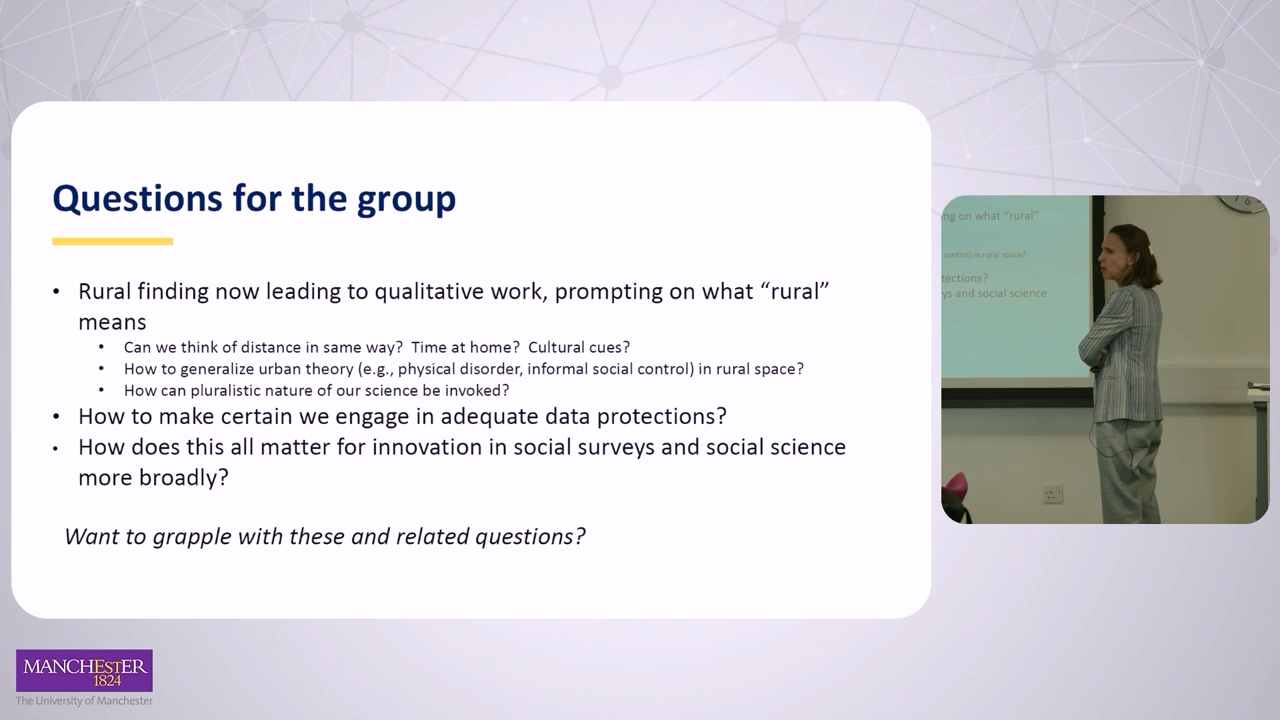 Questions for the group
• Rural finding now leading to qualitative work, prompting on what “rural”
means
• Can we think of distance in same way? Time at home? Cultural cues?
• How to generalize urban theory (e.g., physical disorder, informal social control) in rural space?
• How can pluralistic nature of our science be invoked?
• How to make certain we engage in adequate data protections?
• How does this all matter for innovation in social surveys and social science
more broadly?
Want to grapple with these and related questions?
ng on what “rural”
control) in rural space?
tections?
ys and social science
MANCHESTER
1824
The University of Manchester